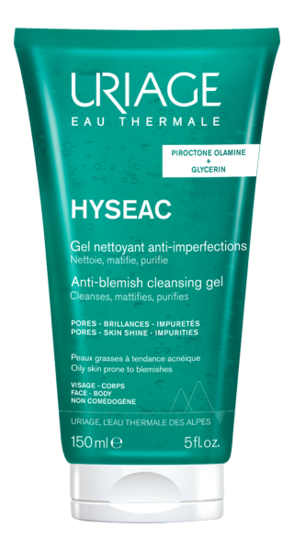 URIAGE
EAU THERMALE
PIROCTONE OLAMINE
+
GLYCERIN
HYSEAC
Gel nettoyant anti-imperfections
Nettoie, matifie, purifie
Anti-blemish cleansing gel
Cleanses, mattifies, purifies
PORES - BRILLANCES - IMPURETÉS
PORES - SKIN SHINE - IMPURITIES
Peaux grasses à tendance acnéique
Oily skin prone to blemishes
VISAGE - CORPS
FACE - BODY
NON COMÉDOGÈNE
URIAGE, L'EAU THERMALE DES ALPES
150 ml ℮ 5fl.oz.